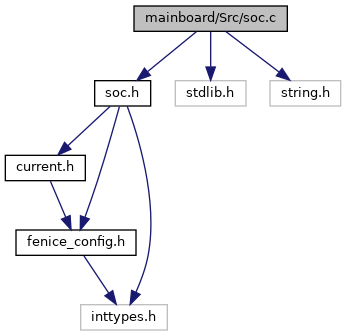 mainboard/Src/soc.c
soc.h
stdlib.h
string.h
current.h
fenice_config.h
inttypes.h